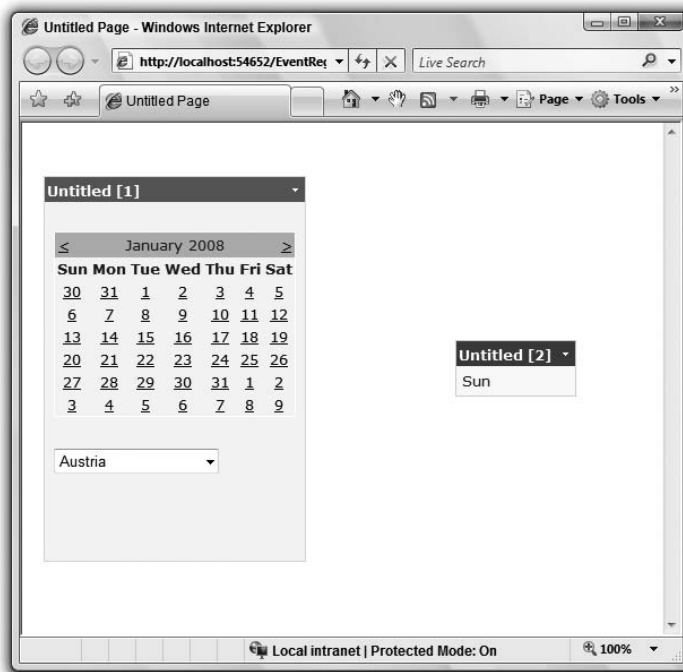 Untitled Page - Windows Internet Explorer
http://localhost:54652/EventReg
Live Search
Untitled Page
Page
Tools
»
Untitled [1]
< January 2008 >
Sun Mon Tue Wed Thu Fri Sat
30 31 1 2 3 4 5
6 7 8 9 10 11 12
13 14 15 16 17 18 19
20 21 22 23 24 25 26
27 28 29 30 31 1 2
3 4 5 6 7 8 9
Untitled [2]
Sun
Austria
Local intranet | Protected Mode: On
100%